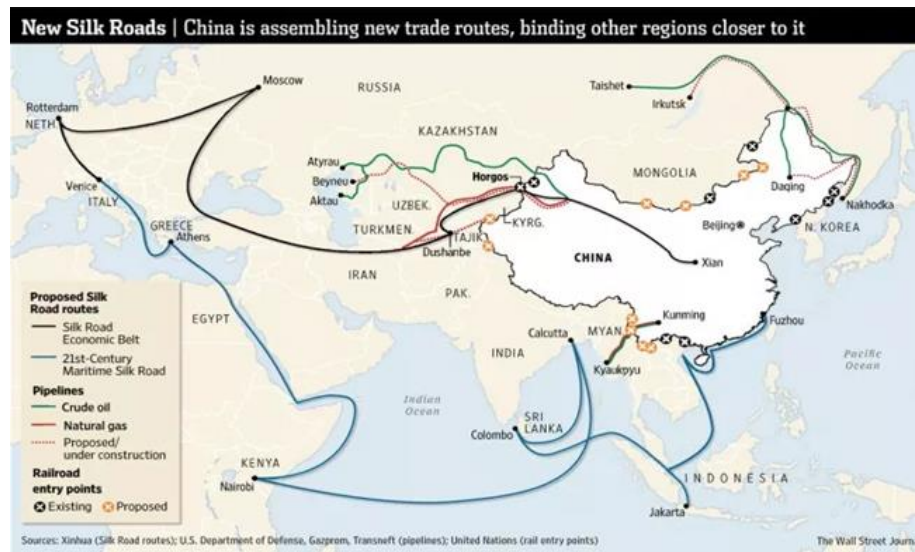 New Silk Roads | China is assembling new trade routes, binding other regions closer to it
Moscow
RUSSIA
Taishet
Irkutsk
Rotterdam
NETH.
KAZAKHSTAN
Atyrau
Beyneu
Aktau
Horgos
MONGOLIA
Daqing
Nakhodka
Venice
ITALY
UZBEK.
KYRG.
Beijing
N. KOREA
GREECE
Athens
TURKMEN.
TAJIK.
Dushanbe
CHINA
Xian
IRAN
PAK.
EGYPT
Calcutta
MYAN.
Kunming
Fuzhou
INDIA
Kyaukpyu
Pacific
Ocean
Indian
Ocean
SRI
LANKA
Colombo
KENYA
Nairobi
INDONESIA
Jakarta
Proposed Silk
Road routes
Silk Road
Economic Belt
21st-Century
Maritime Silk Road
Pipelines
Crude oil
Natural gas
Proposed/
under construction
Railroad
entry points
Existing
Proposed
Sources: Xinhua (Silk Road routes); U.S. Department of Defense, Gazprom, Transneft (pipelines); United Nations (rail entry points)
The Wall Street Journ